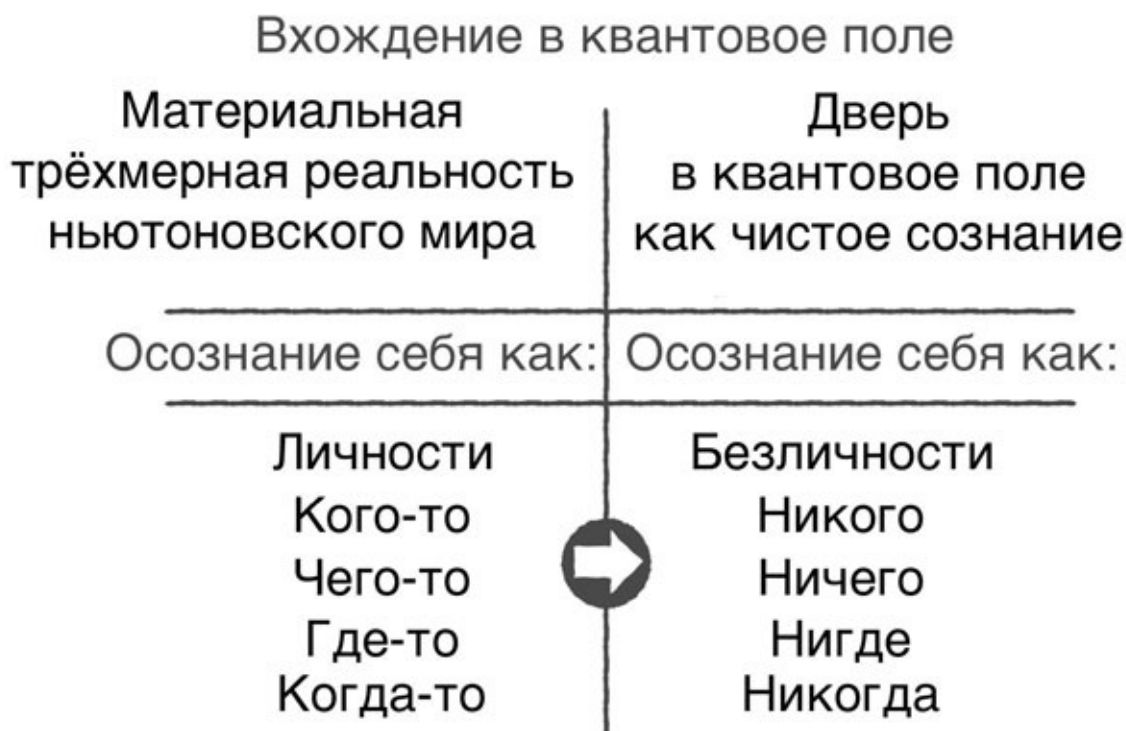 Вхождение в квантовое поле
Материальная
трёхмерная реальность
ньютоновского мира
Дверь
в квантовое поле
как чистое сознание
Осознание себя как:
Осознание себя как:
Личности
Кого-то
Чего-то
Где-то
Когда-то
Безличности
Никого
Ничего
Нигде
Никогда